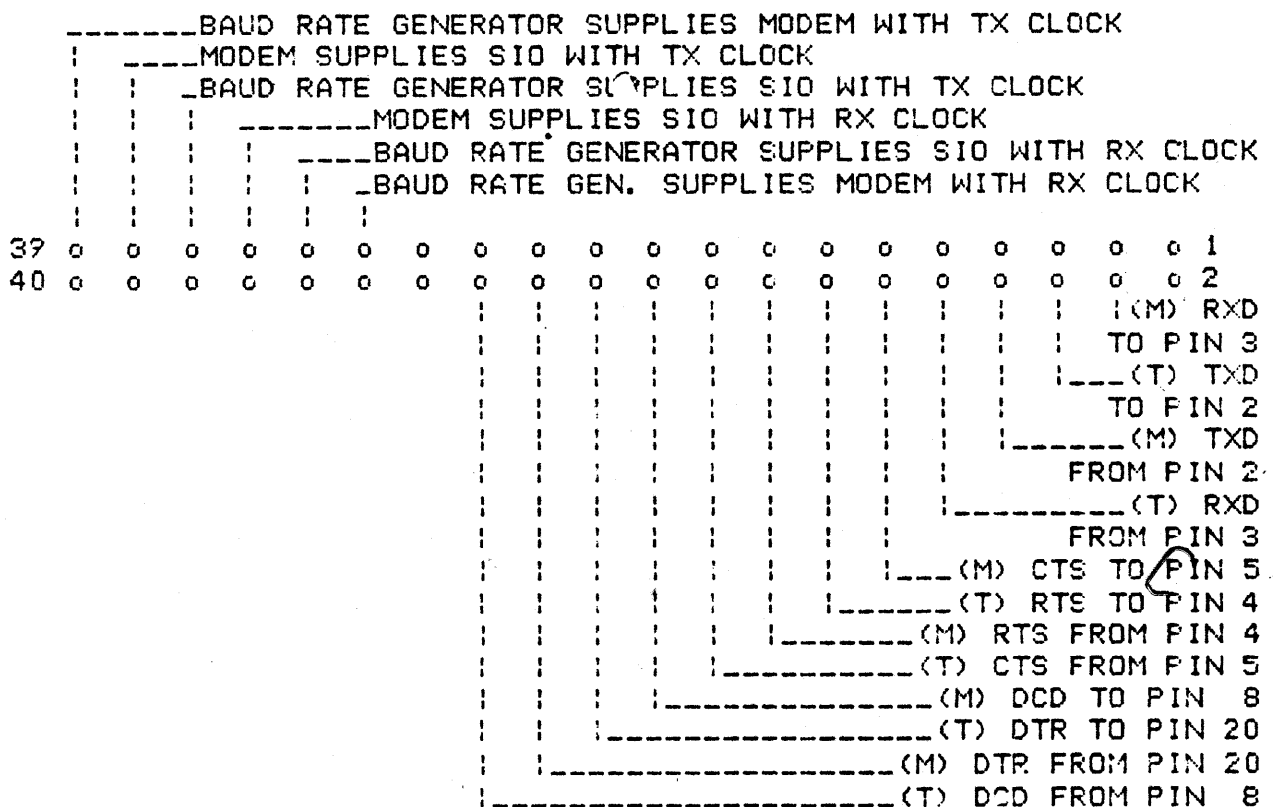 BAUD RATE GENERATOR SUPPLIES MODEM WITH TX CLOCK
MODEM SUPPLIES SIO WITH TX CLOCK
BAUD RATE GENERATOR SUPPLIES SIO WITH TX CLOCK
MODEM SUPPLIES SIO WITH RX CLOCK
BAUD RATE GENERATOR SUPPLIES SIO WITH RX CLOCK
BAUD RATE GEN. SUPPLIES MODEM WITH RX CLOCK
39 o o o o o o o o o o o o o o o o o o o o 1
40 o o o o o o o o o o o o o o o o o o o o 2
(M) RXD
TO PIN 3
(T) TXD
TO PIN 2
(M) TXD
FROM PIN 2
(T) RXD
FROM PIN 3
(M) CTS TO PIN 5
(T) RTS TO PIN 4
(M) RTS FROM PIN 4
(T) CTS FROM PIN 5
(M) DCD TO PIN 8
(T) DTR TO PIN 20
(M) DTR FROM PIN 20
(T) DCD FROM PIN 8